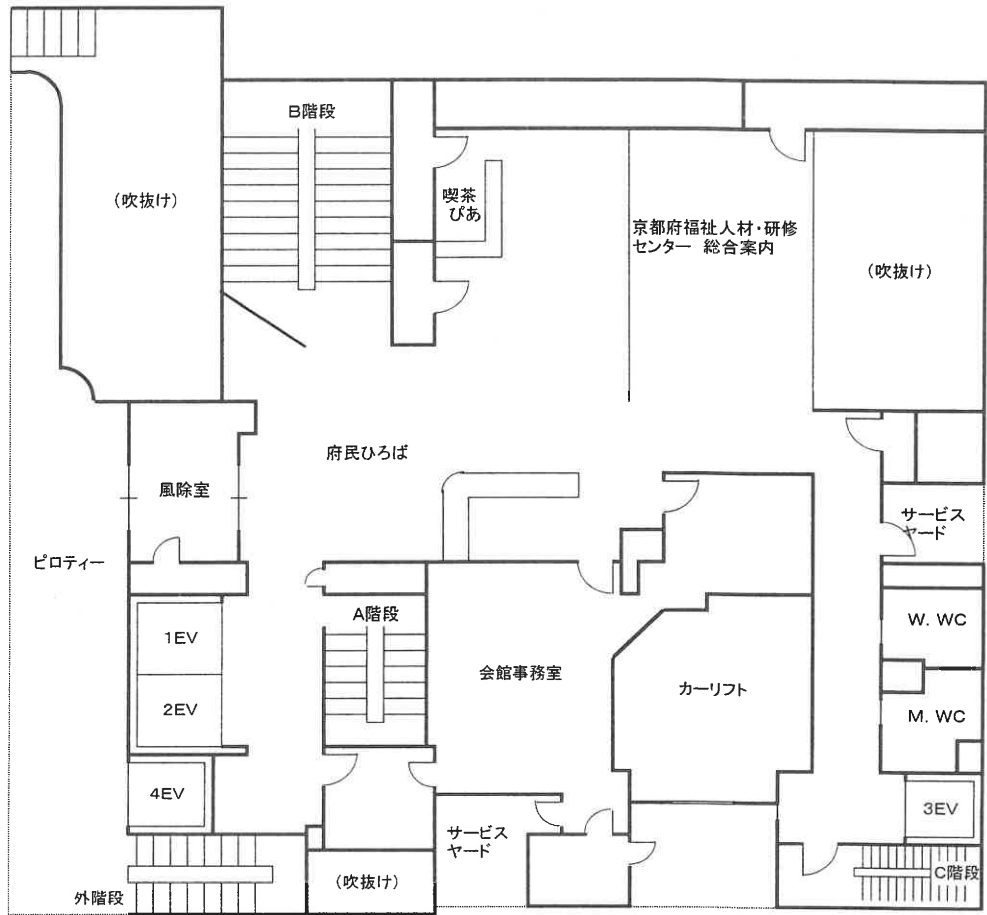 B階段
(吹抜け)
喫茶
ぴあ
京都府福祉人材・研修
センター 総合案内
(吹抜け)
府民ひろば
風除室
サービス
ヤード
ピロティー
A階段
W. WC
1EV
会館事務室
カーリフト
2EV
M. WC
4EV
3EV
サービス
ヤード
(吹抜け)
C階段
外階段